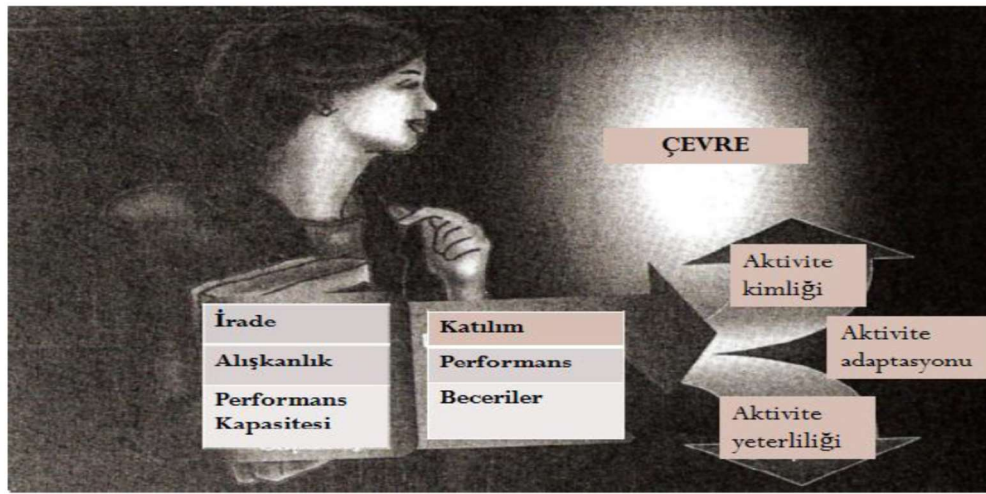 ÇEVRE
Aktivite
kimliği
Aktivite
adaptasyonu
Aktivite
yeterliliği
İrade
Alışkanlık
Performans
Kapasitesi
Katılım
Performans
Beceriler